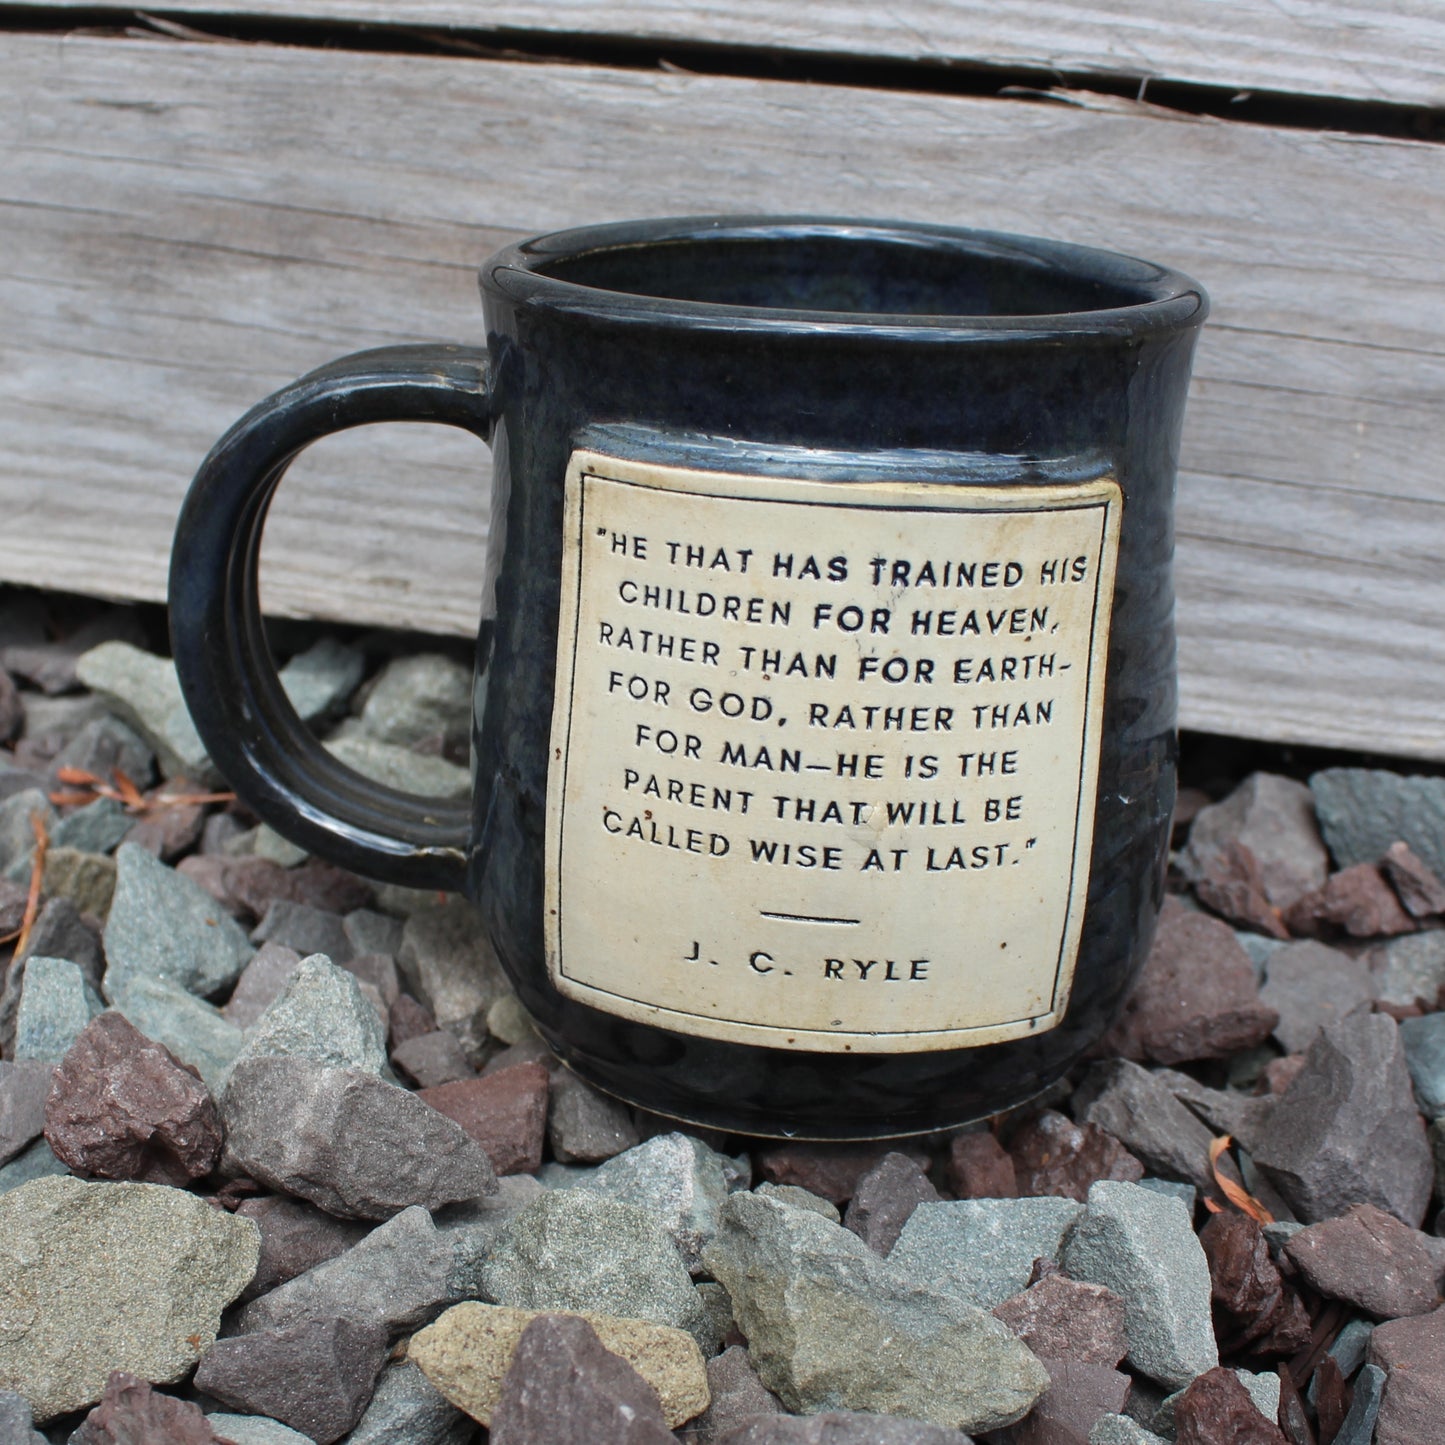 "HE THAT HAS TRAINED HIS
CHILDREN FOR HEAVEN,
RATHER THAN FOR EARTH-
FOR GOD, RATHER THAN
FOR MAN—HE IS THE
PARENT THAT WILL BE
CALLED WISE AT LAST."
J. C. RYLE